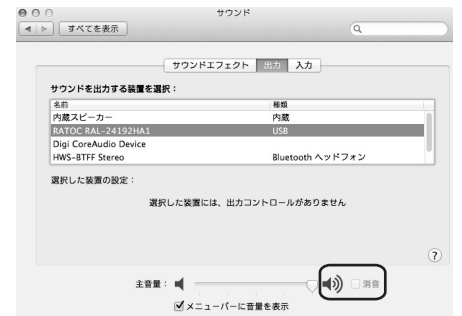 サウンド
すべてを表示
サウンドエフェクト 出力 入力
サウンドを出力する装置を選択：
名前 種類
内蔵スピーカー 内蔵
RATOC RAL-24192HA1 USB
Digi CoreAudio Device
HWS-BTFF Stereo Bluetooth ヘッドフォン
選択した装置の設定：
選択した装置には、出力コントロールがありません
?
主音量： 消音
メニューバーに音量を表示